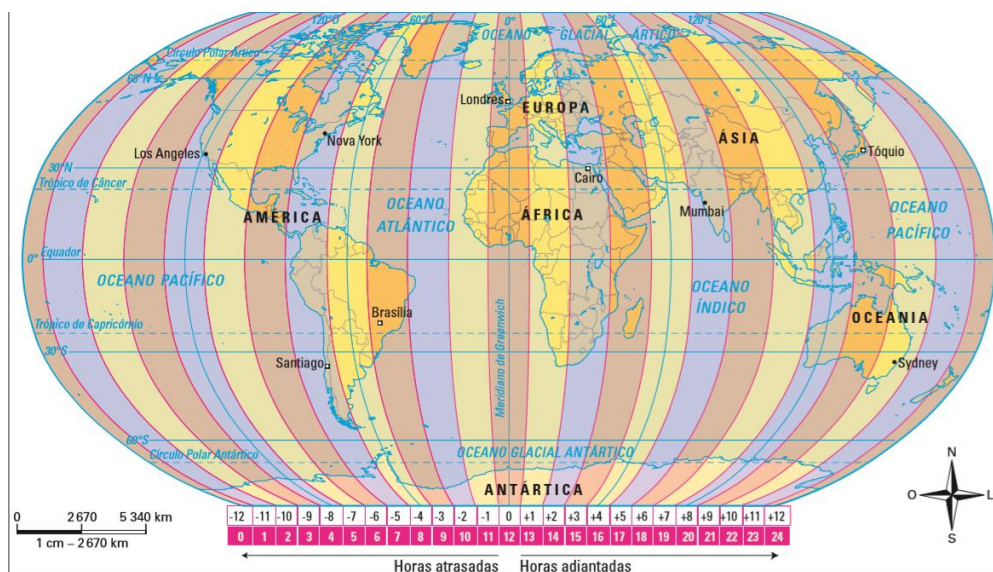 120°O 60°O 0° 60°L 120°L
OCEANO GLACIAL ÁRTICO
Círculo Polar Ártico
60°N
Londres
EUROPA
ÁSIA
Nova York
Los Angeles
Tóquio
30°N
Trópico de Câncer
Cairo
AMÉRICA
OCEANO
ATLÂNTICO
ÁFRICA
Mumbai
OCEANO
PACÍFICO
0° Equador
OCEANO PACÍFICO
OCEANO
ÍNDICO
Brasília
OCEANIA
Trópico de Capricórnio
30°S
Santiago
Meridiano de Greenwich
Sydney
60°S
Círculo Polar Antártico
OCEANO GLACIAL ANTÁRTICO
ANTÁRTICA
N
O L
S
0 2670 5 340 km
1 cm – 2670 km
-12 -11 -10 -9 -8 -7 -6 -5 -4 -3 -2 -1 0 +1 +2 +3 +4 +5 +6 +7 +8 +9 +10 +11 +12
0 1 2 3 4 5 6 7 8 9 10 11 12 13 14 15 16 17 18 19 20 21 22 23 24
Horas atrasadas Horas adiantadas